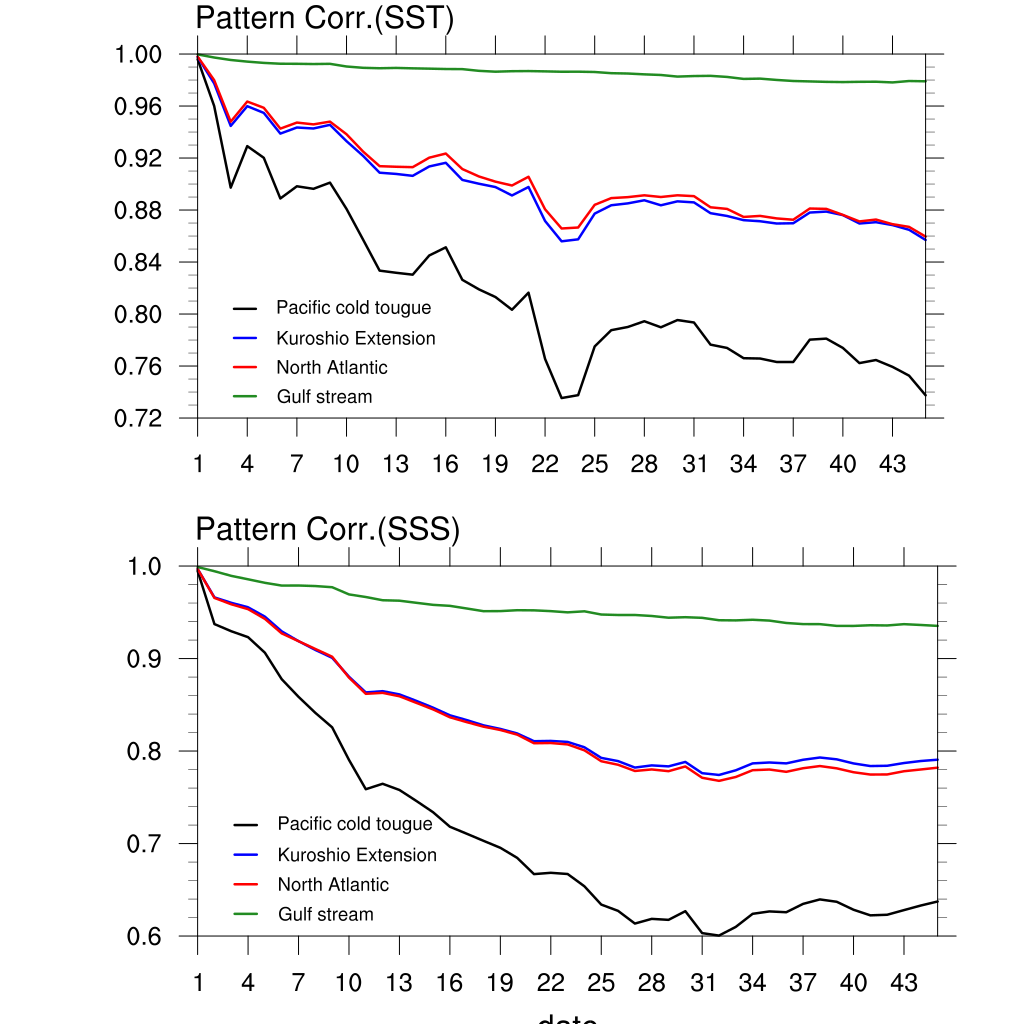 Pattern Corr.(SST)
1.00
0.96
0.92
0.88
0.84
0.80
0.76
0.72
Pacific cold tougue
Kuroshio Extension
North Atlantic
Gulf stream
1 4 7 10 13 16 19 22 25 28 31 34 37 40 43
Pattern Corr.(SSS)
1.0
0.9
0.8
0.7
0.6
Pacific cold tougue
Kuroshio Extension
North Atlantic
Gulf stream
1 4 7 10 13 16 19 22 25 28 31 34 37 40 43
date